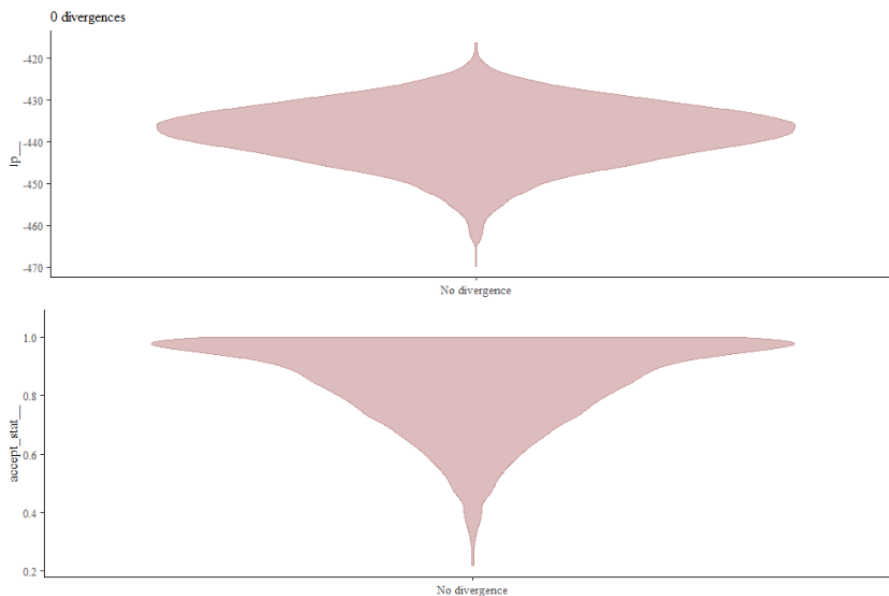 0 divergences
-420
-430
-440
-450
-460
-470
lp__
No divergence
1.0
0.8
0.6
0.4
0.2
accept_stat__
No divergence